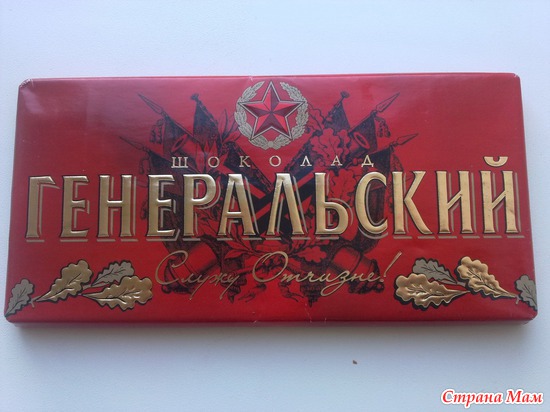 ШОКОЛАД
ГЕНЕРАЛЬСКИЙ
Служу Отчизне!
Страна Мам